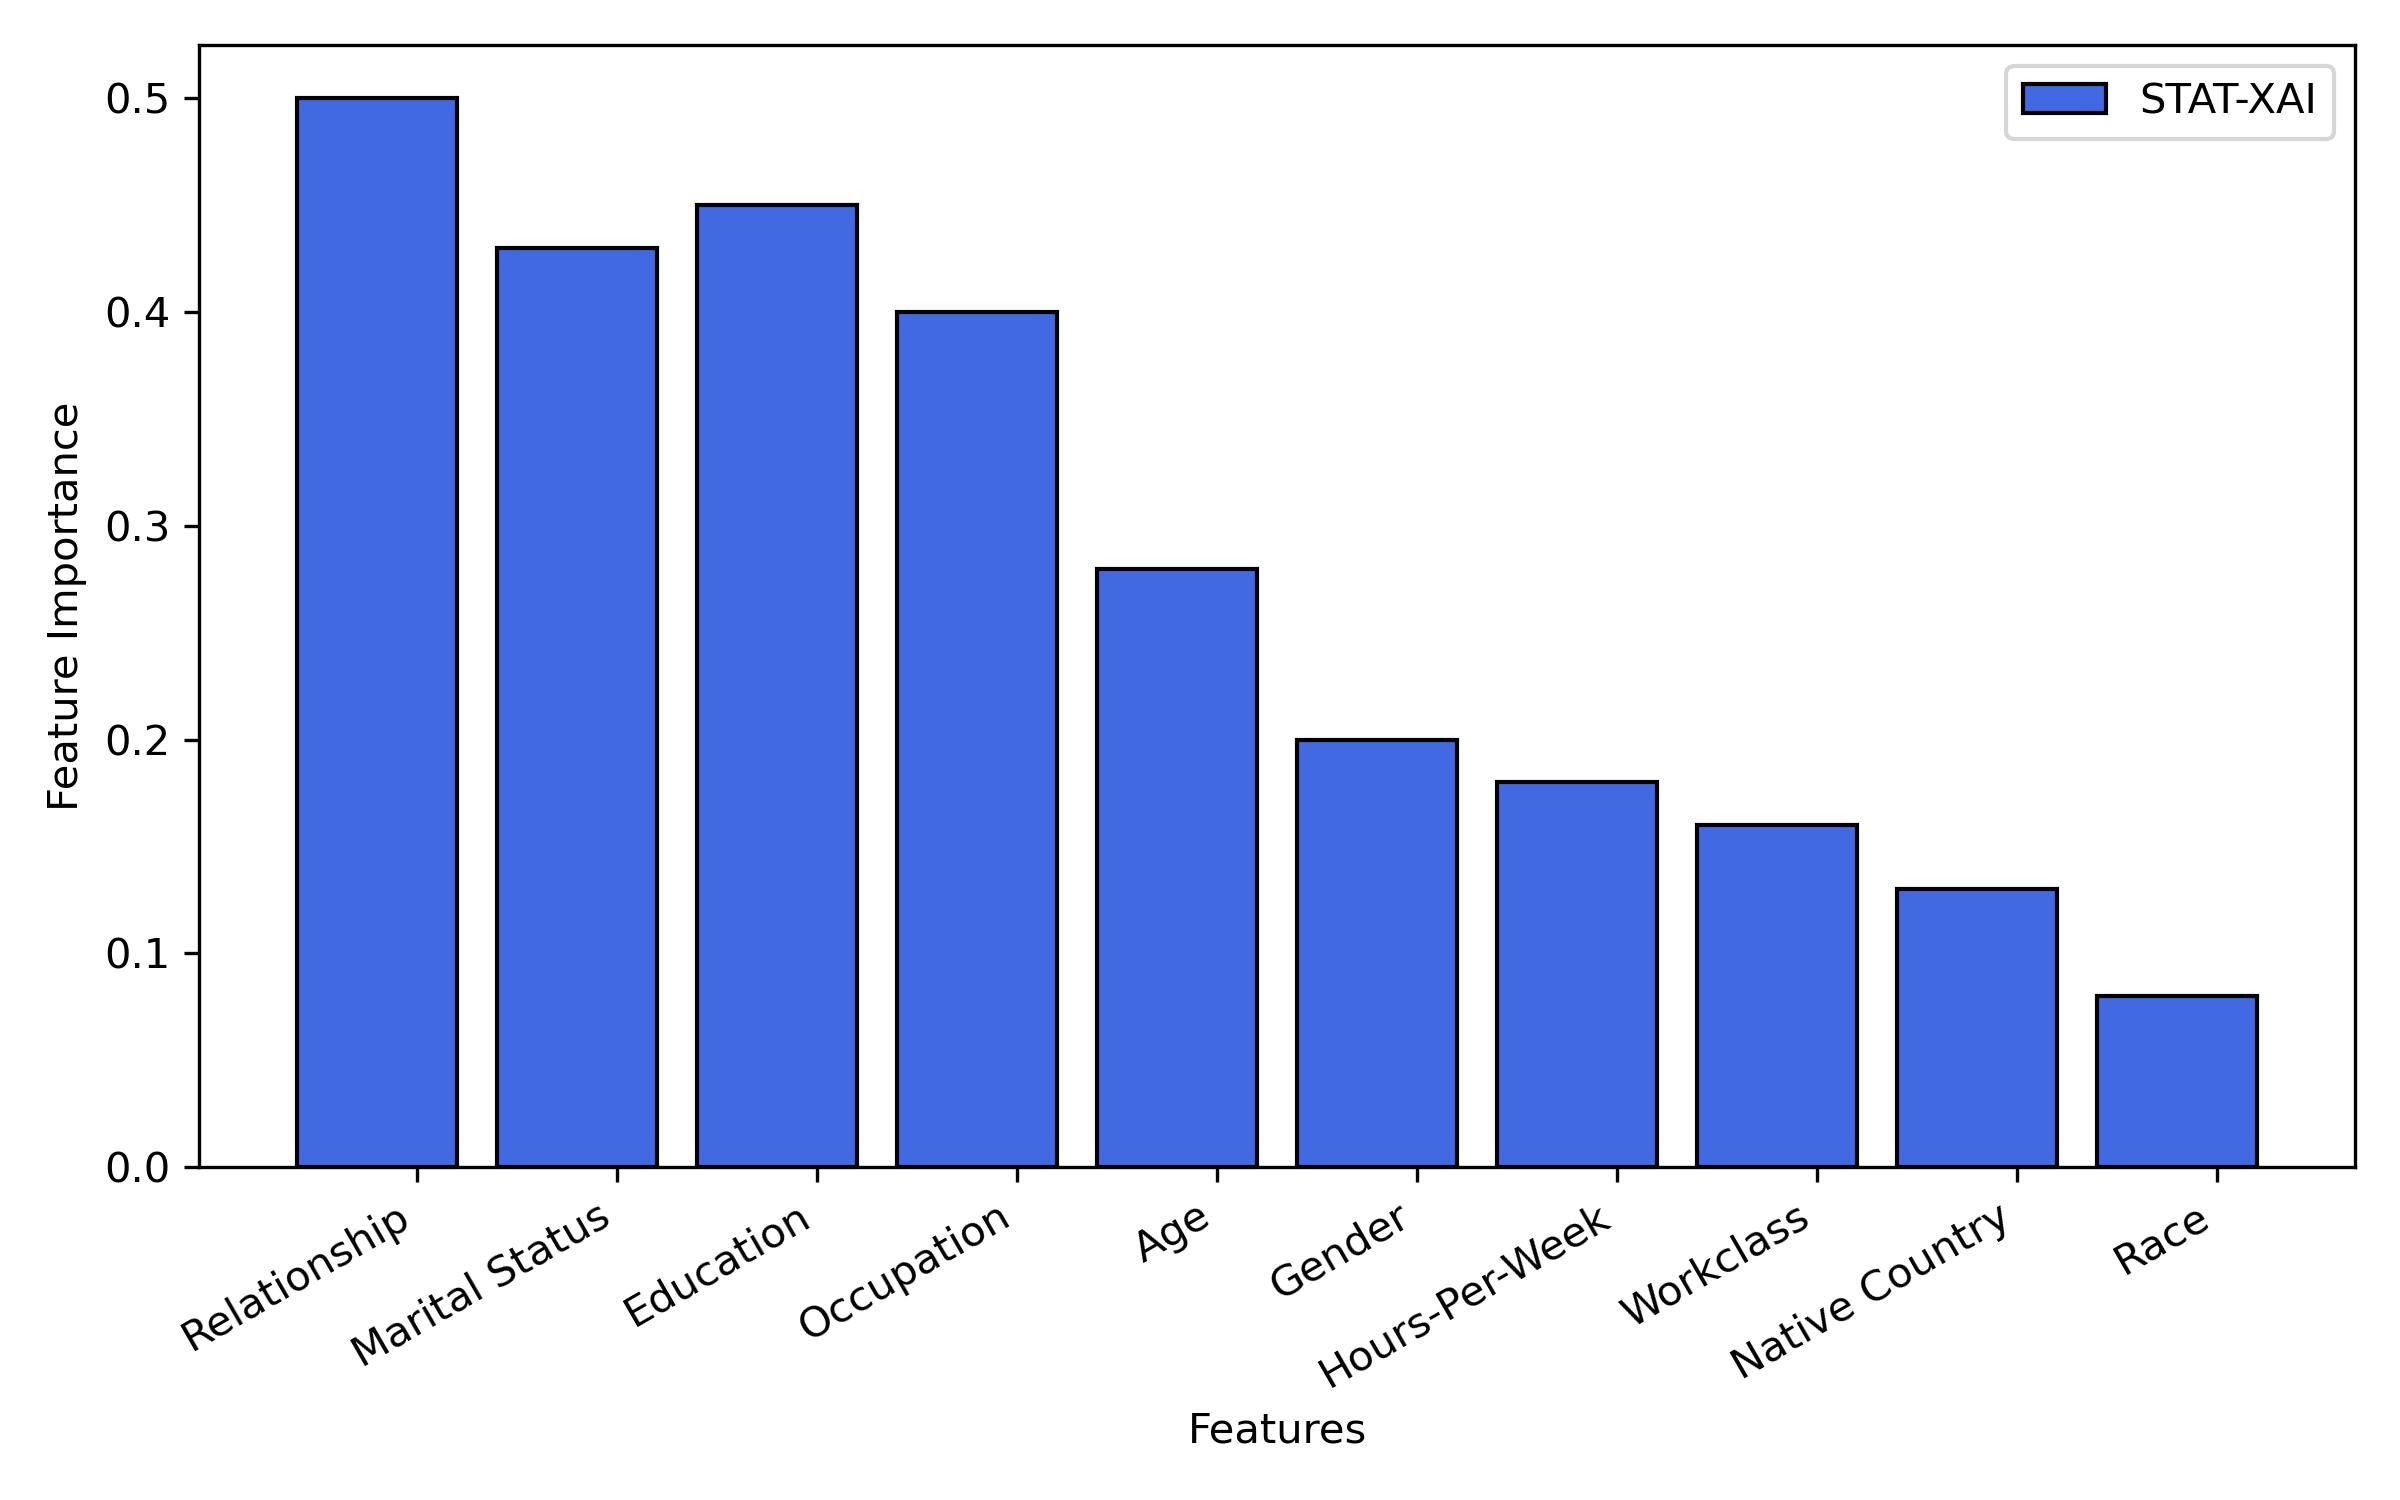 STAT-XAI
Feature Importance
0.5
0.4
0.3
0.2
0.1
0.0
Relationship
Marital Status
Education
Occupation
Age
Gender
Hours-Per-Week
Workclass
Native Country
Race
Features